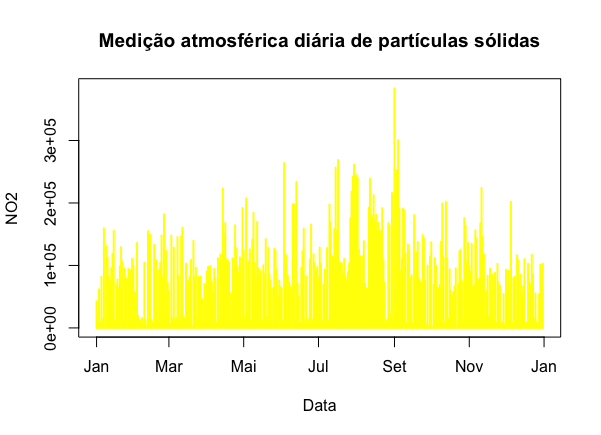 Medição atmosférica diária de partículas sólidas
3e+05
2e+05
1e+05
0e+00
NO2
Jan Mar Mai Jul Set Nov Jan
Data